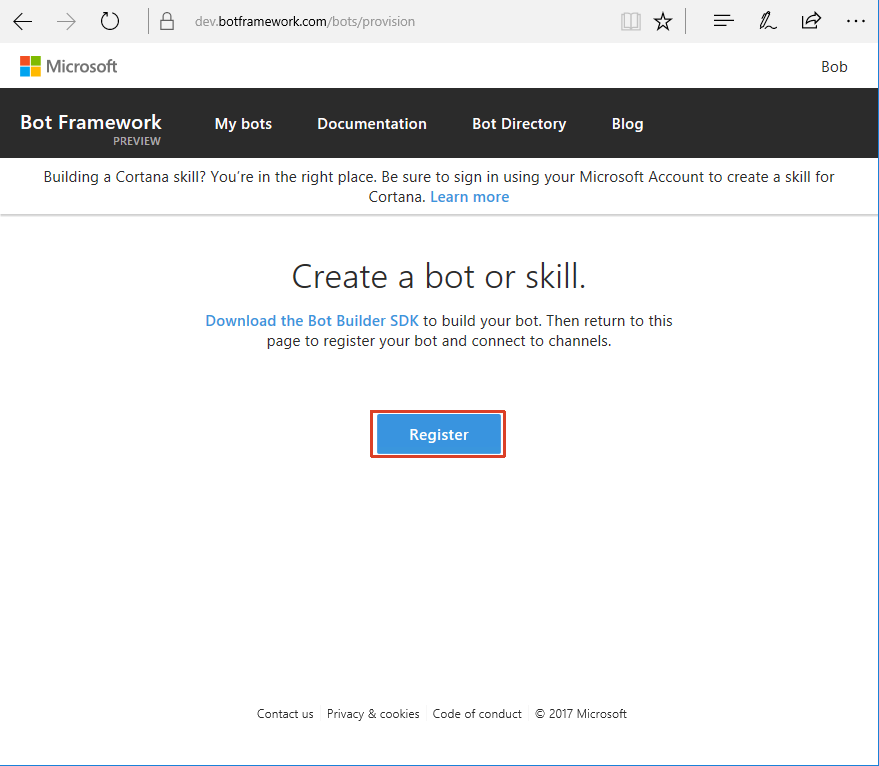 dev.botframework.com/bots/provision
Microsoft
Bob
Bot Framework
PREVIEW
My bots
Documentation
Bot Directory
Blog
Building a Cortana skill? You're in the right place. Be sure to sign in using your Microsoft Account to create a skill for
Cortana. Learn more
Create a bot or skill.
Download the Bot Builder SDK to build your bot. Then return to this
page to register your bot and connect to channels.
Register
Contact us
Privacy & cookies
Code of conduct
© 2017 Microsoft